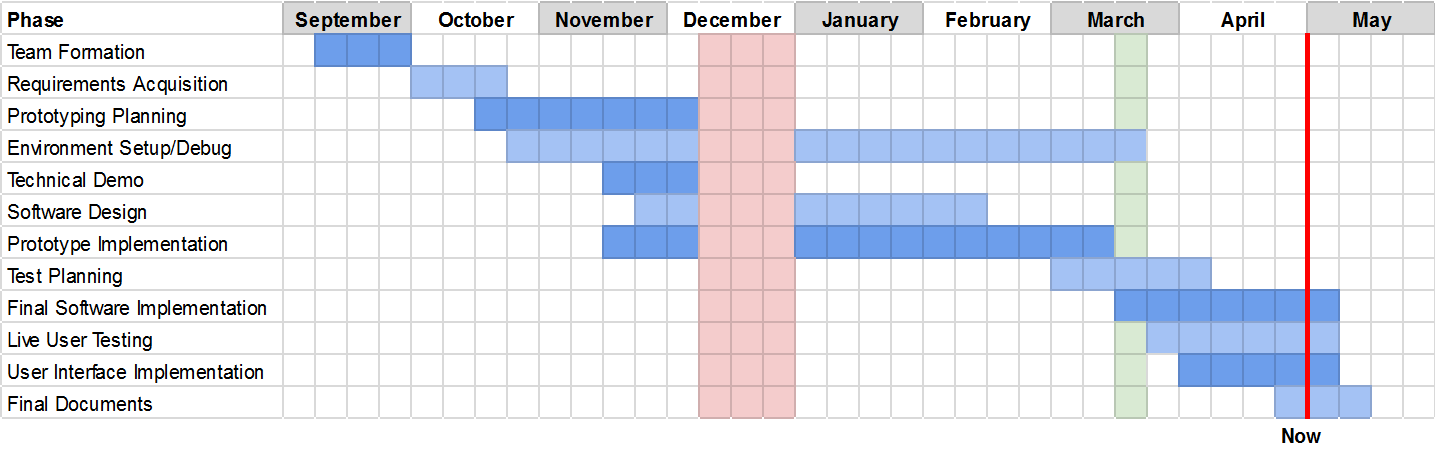 Phase September October November December January February March April May
Team Formation
Requirements Acquisition
Prototyping Planning
Environment Setup/Debug
Technical Demo
Software Design
Prototype Implementation
Test Planning
Final Software Implementation
Live User Testing
User Interface Implementation
Final Documents
Now